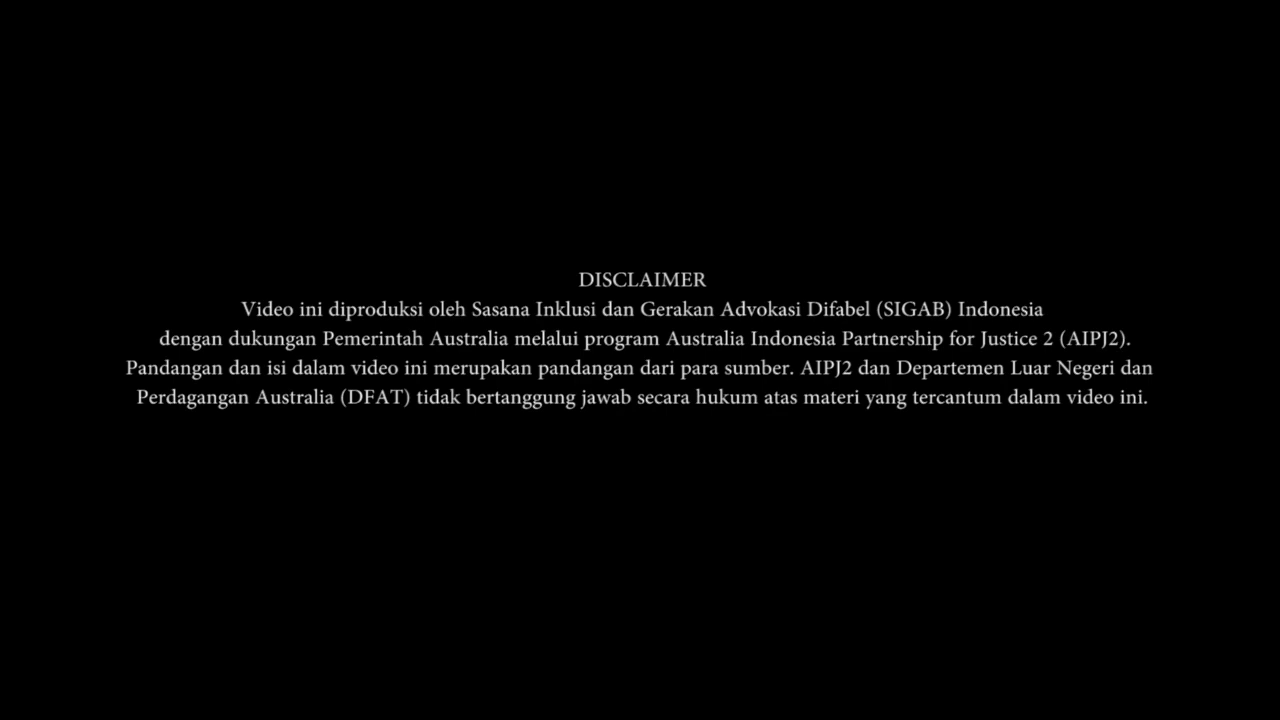 DISCLAIMER
Video ini diproduksi oleh Sasana Inklusi dan Gerakan Advokasi Difabel (SIGAB) Indonesia
dengan dukungan Pemerintah Australia melalui program Australia Indonesia Partnership for Justice 2 (AIPJ2).
Pandangan dan isi dalam video ini merupakan pandangan dari para sumber. AIPJ2 dan Departemen Luar Negeri dan
Perdagangan Australia (DFAT) tidak bertanggung jawab secara hukum atas materi yang tercantum dalam video ini.